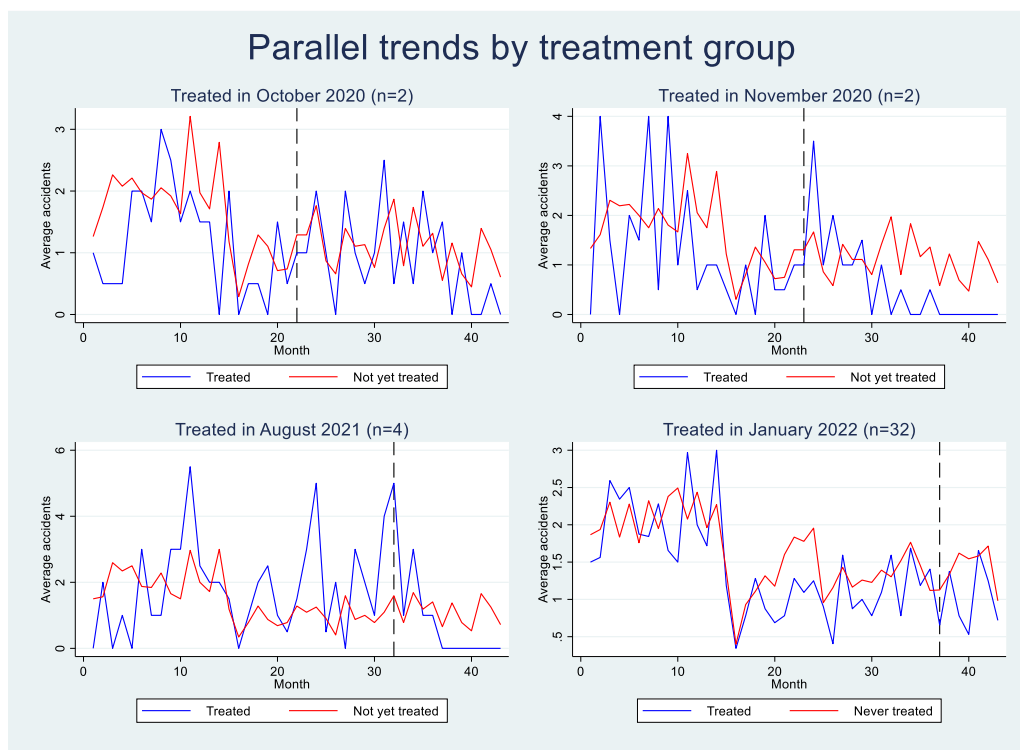 Parallel trends by treatment group
Treated in October 2020 (n=2)
Average accidents
3
2
1
0
0 10 20 30 40
Month
Treated Not yet treated
Treated in November 2020 (n=2)
Average accidents
4
3
2
1
0
0 10 20 30 40
Month
Treated Not yet treated
Treated in August 2021 (n=4)
Average accidents
6
4
2
0
0 10 20 30 40
Month
Treated Not yet treated
Treated in January 2022 (n=32)
Average accidents
3
2.5
2
1.5
1
.5
0 10 20 30 40
Month
Treated Never treated